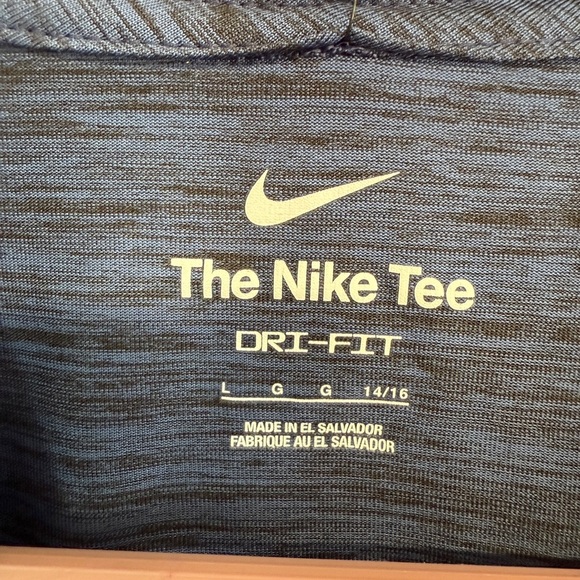 The Nike Tee
DRI-FIT
L G G 14/16
MADE IN EL SALVADOR
FABRIQUE AU EL SALVADOR